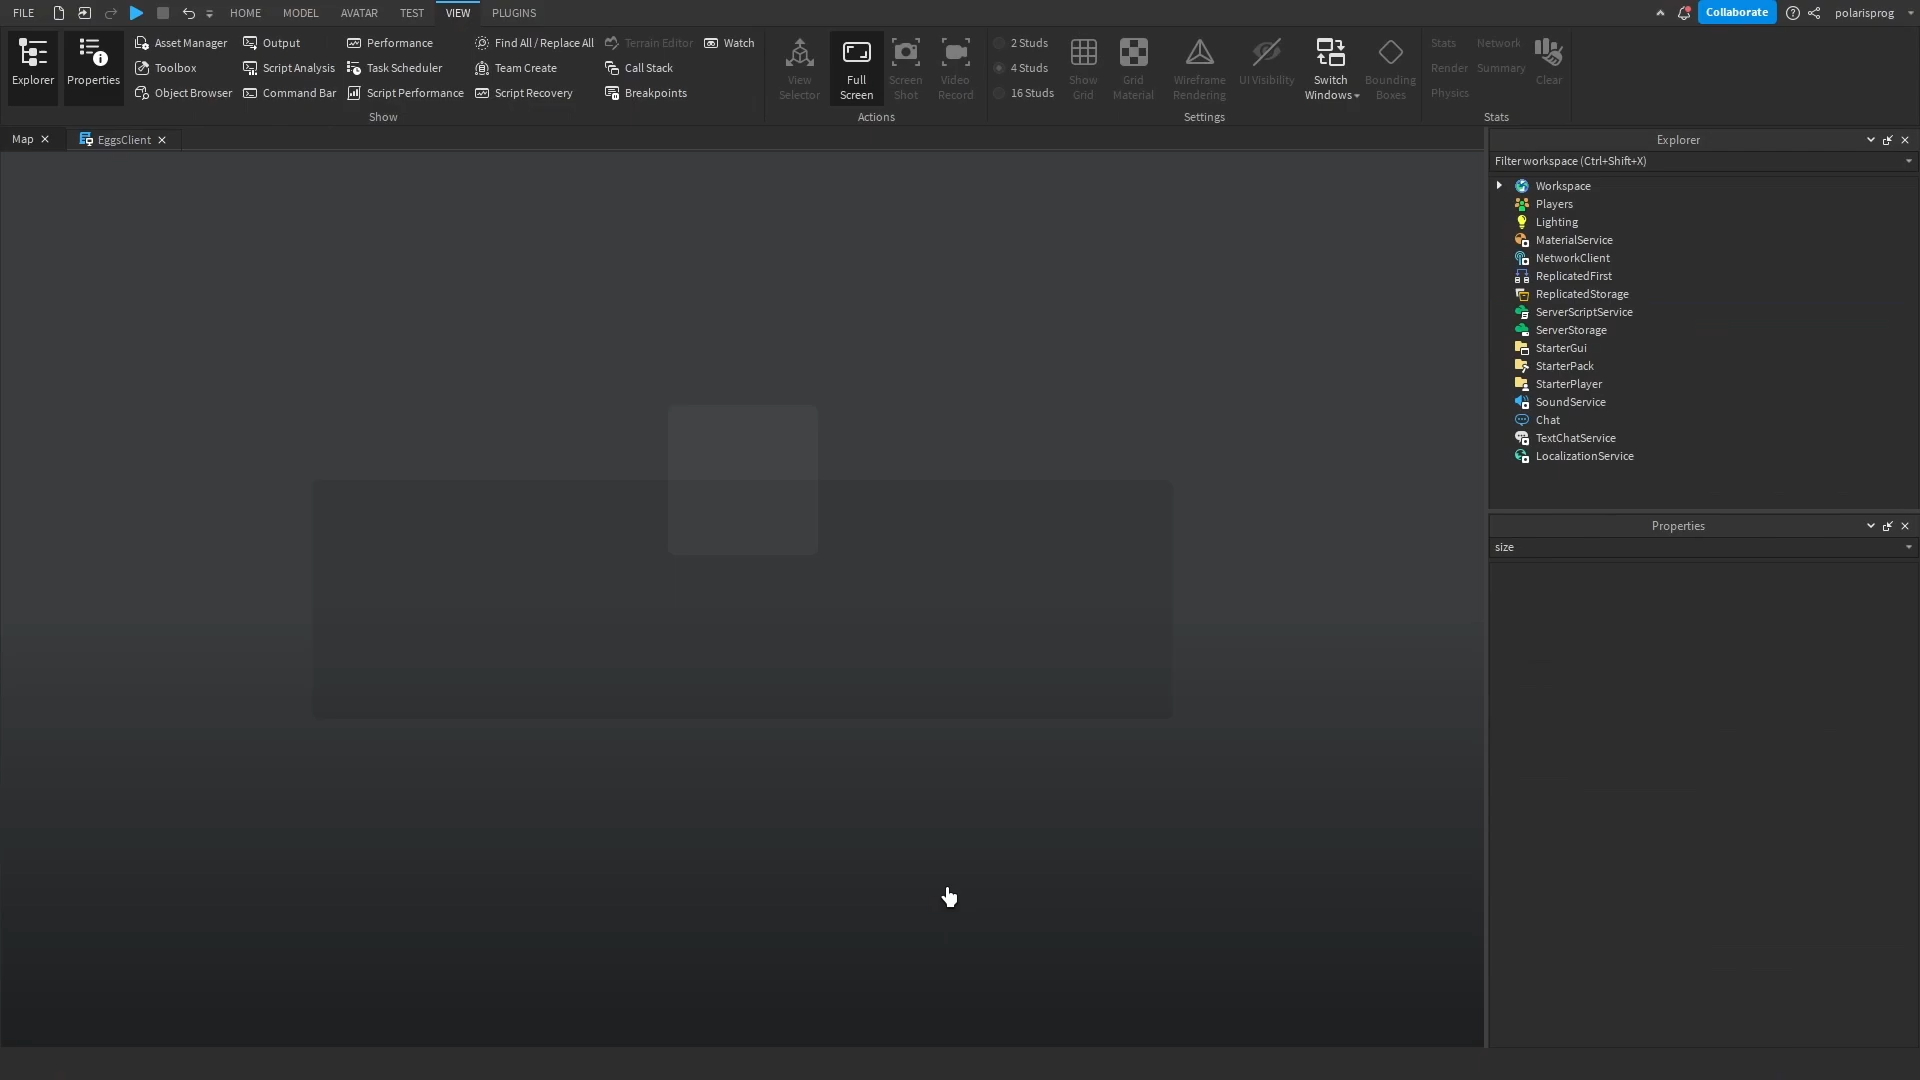 FILE HOME MODEL AVATAR TEST VIEW PLUGINS Collaborate polarisprog
Explorer
Properties
Asset Manager
Toolbox
Object Browser
Output
Script Analysis
Command Bar
Performance
Task Scheduler
Script Performance
Find All / Replace All
Team Create
Script Recovery
Terrain Editor
Call Stack
Breakpoints
Watch
Show
View
Selector
Full
Screen
Screen
Shot
Video
Record
Actions
2 Studs
4 Studs
16 Studs
Show
Grid
Grid
Material
Wireframe
Rendering
UI Visibility
Switch
Windows
Bounding
Boxes
Settings
Stats
Render
Physics
Network
Summary
Clear
Stats
Map
EggsClient
Explorer
Filter workspace (Ctrl+Shift+X)
Workspace
Players
Lighting
MaterialService
NetworkClient
ReplicatedFirst
ReplicatedStorage
ServerScriptService
ServerStorage
StarterGui
StarterPack
StarterPlayer
SoundService
Chat
TextChatService
LocalizationService
Properties
size